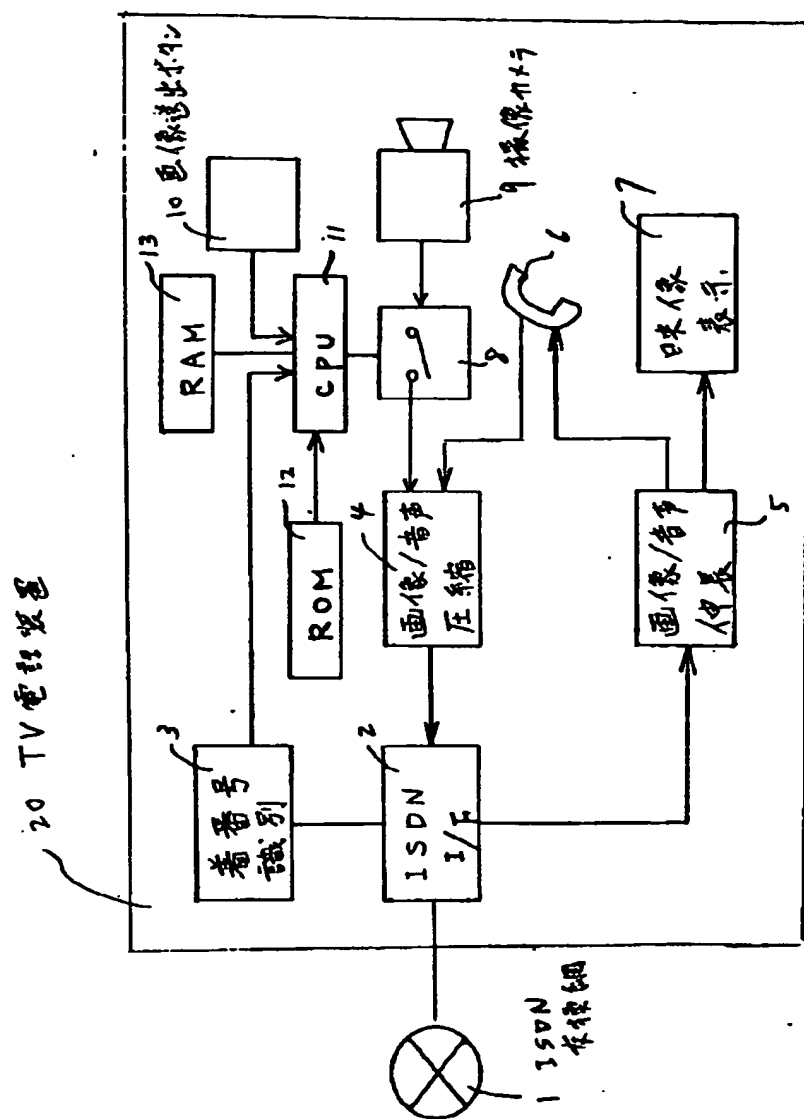 20 TV電話装置
10 画像送出ボタン
13
RAM
11
CPU
9 撮像カメラ
8
6
7
映像
表示
12
ROM
4
画像/音声
圧縮
5
画像/音声
伸長
3
着番号
識別
2
ISDN
I/F
1 ISDN
交換網